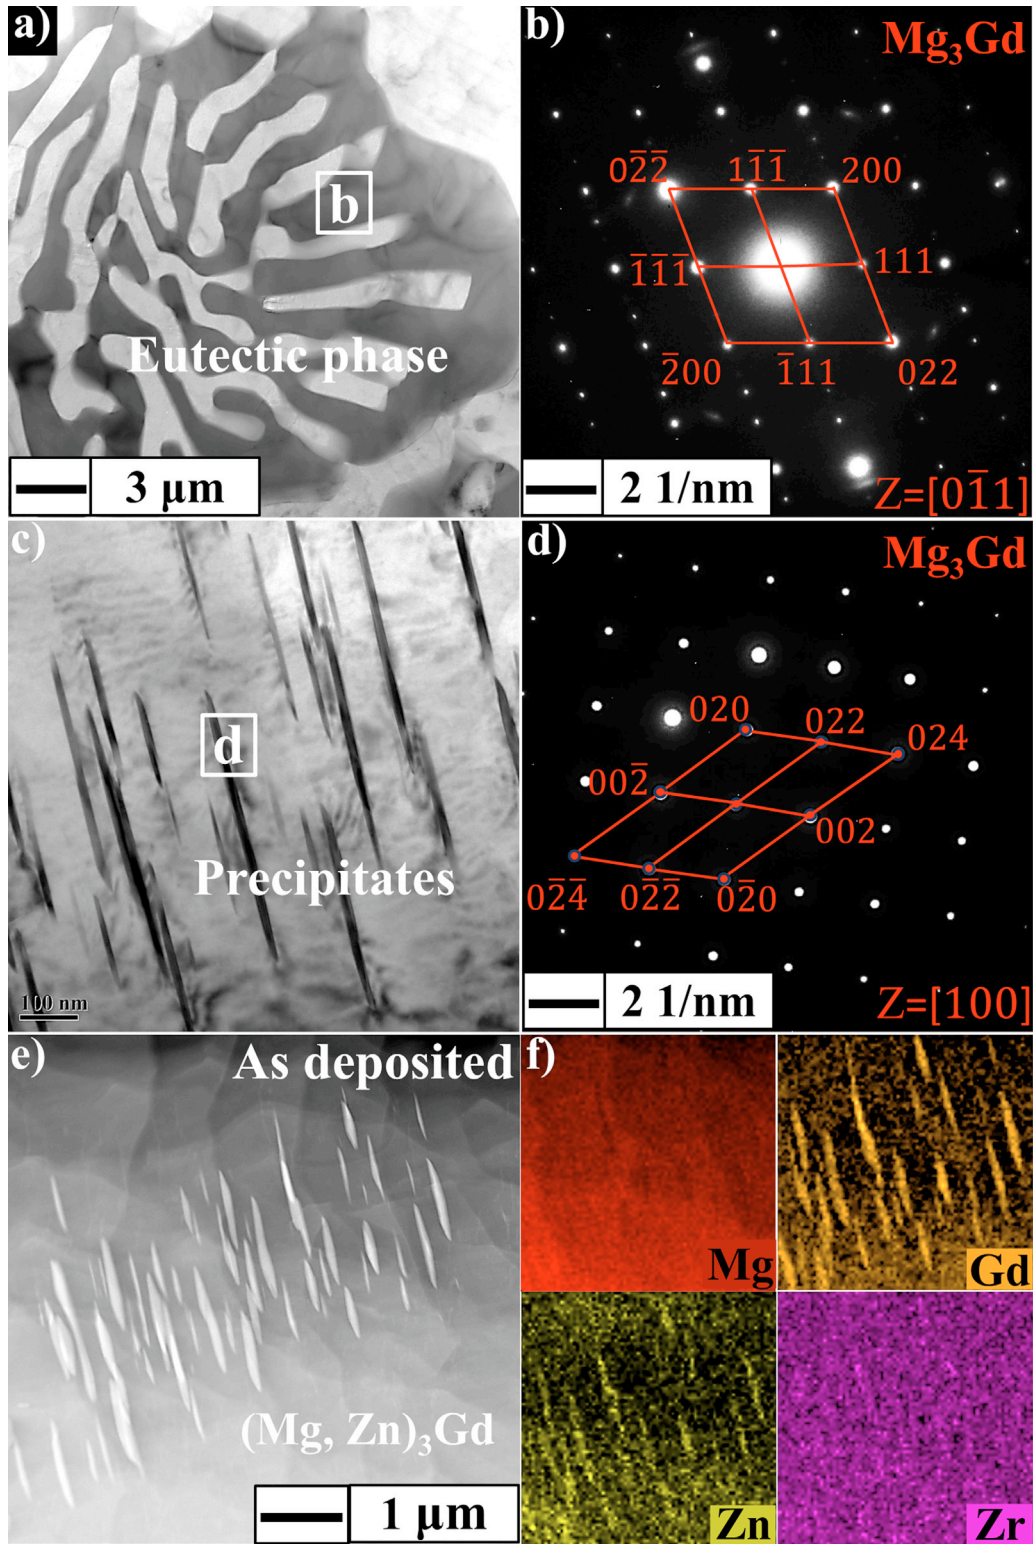 a)
b
Eutectic phase
3 μm
b)
Mg₃Gd
02̅2̅ 11̅1̅ 200
1̅1̅1̅ 111
2̅00 1̅11 022
2 1/nm
Z=[01̅1]
c)
d
Precipitates
100 nm
d)
Mg₃Gd
020 022 024
002̅ 002
02̅4̅ 02̅2̅ 02̅0
2 1/nm
Z=[100]
e)
As deposited
(Mg, Zn)₃Gd
1 μm
f)
Mg
Gd
Zn
Zr